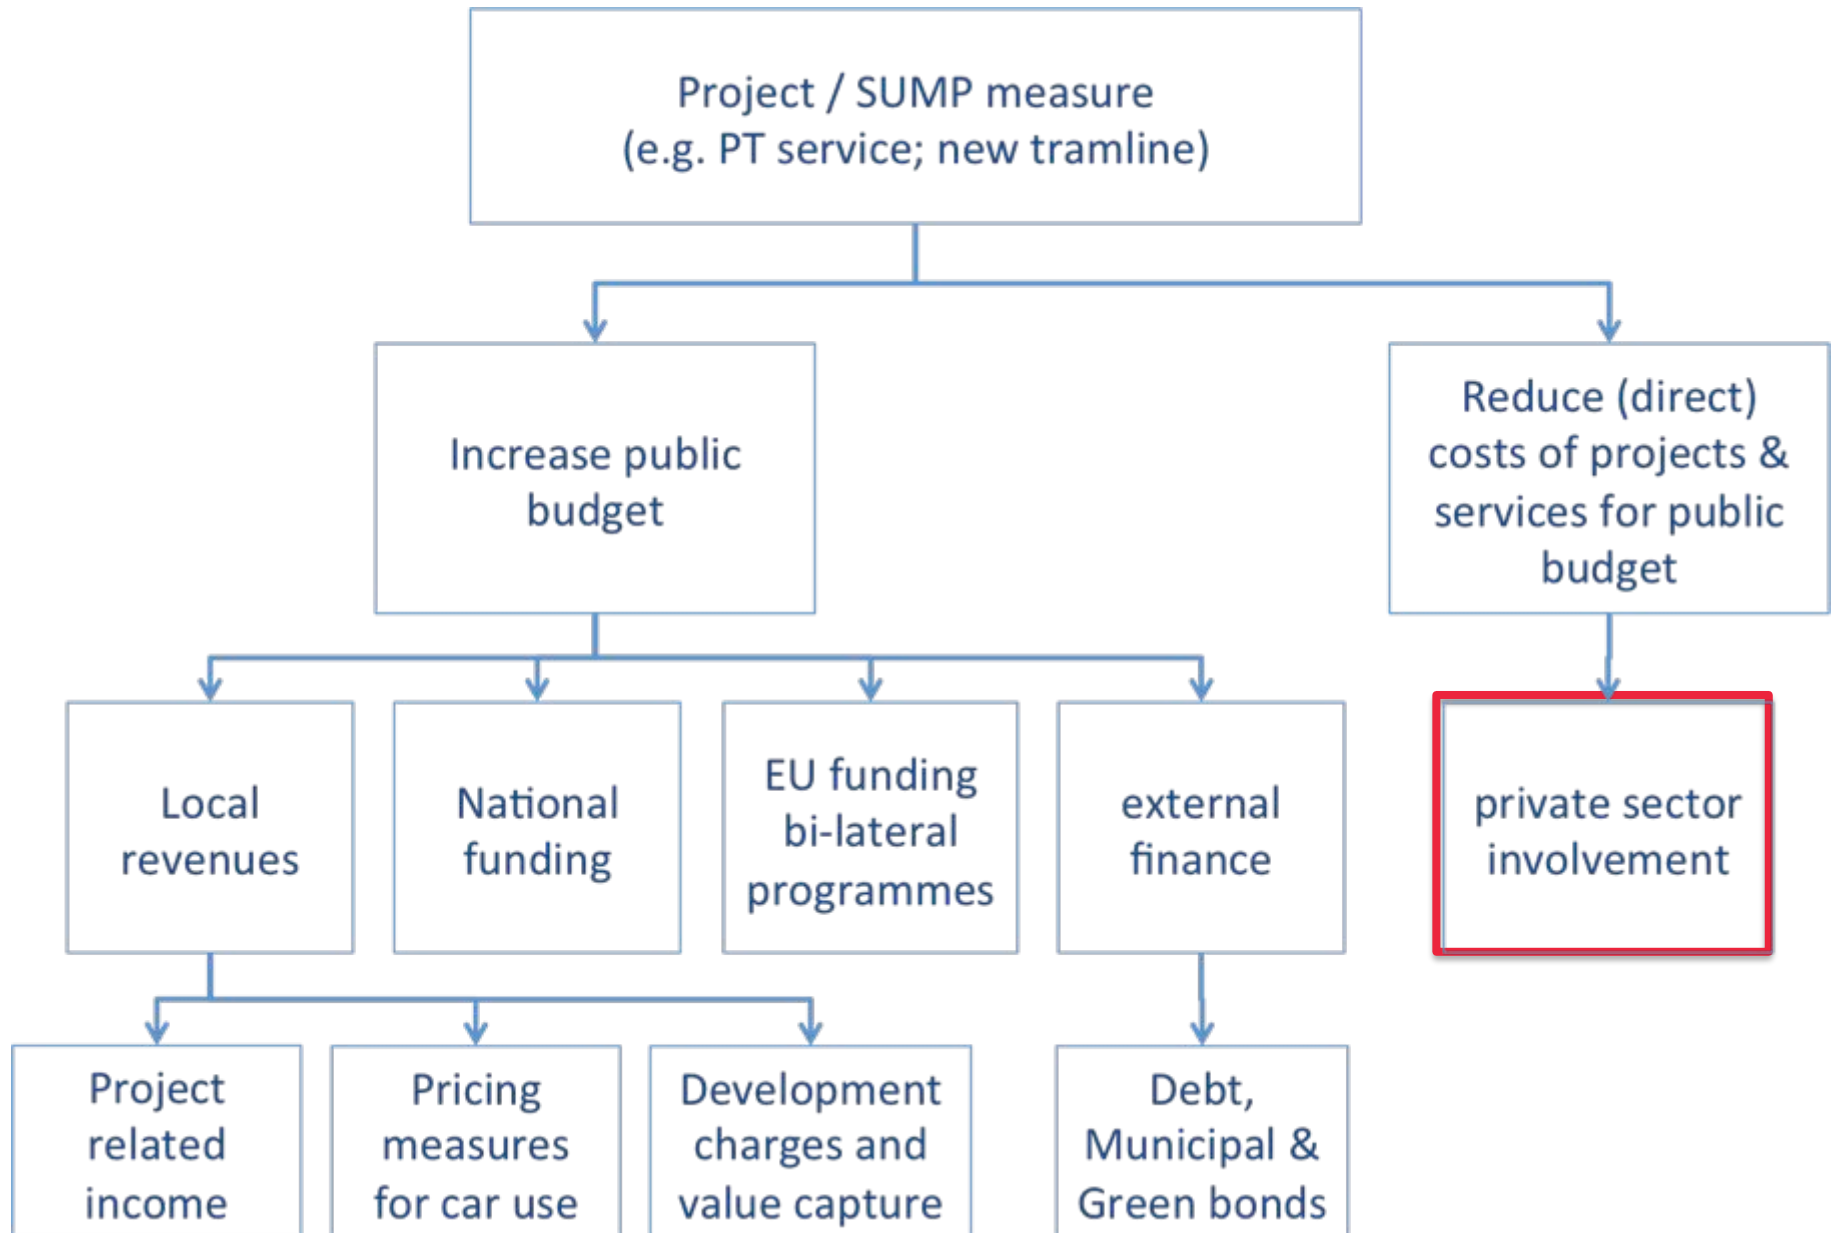 Project / SUMP measure
(e.g. PT service; new tramline)
Increase public
budget
Reduce (direct)
costs of projects &
services for public
budget
Local
revenues
National
funding
EU funding
bi-lateral
programmes
external
finance
private sector
involvement
Project
related
income
Pricing
measures
for car use
Development
charges and
value capture
Debt,
Municipal &
Green bonds